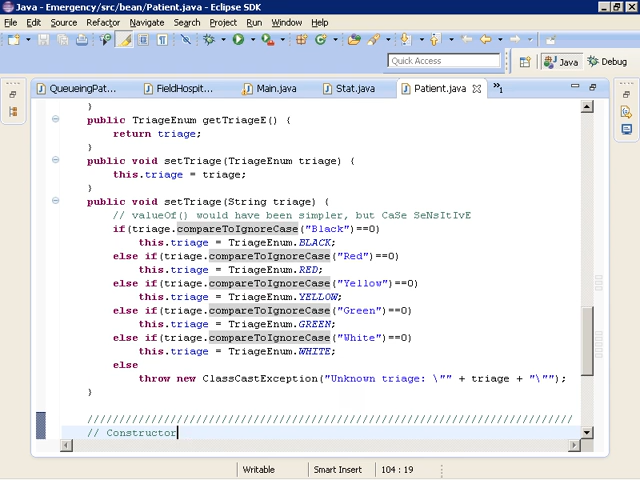 Java - Emergency/src/bean/Patient.java - Eclipse SDK
File Edit Source Refactor Navigate Search Project Run Window Help
Quick Access
Java
Debug
QueueingPat...
FieldHospit...
Main.java
Stat.java
Patient.java
»1
}
public TriageEnum getTriageE() {
return triage;
}
public void setTriage(TriageEnum triage) {
this.triage = triage;
}
public void setTriage(String triage) {
// valueOf() would have been simpler, but CaSe SeNsItIvE
if(triage.compareToIgnoreCase("Black")==0)
this.triage = TriageEnum.BLACK;
else if(triage.compareToIgnoreCase("Red")==0)
this.triage = TriageEnum.RED;
else if(triage.compareToIgnoreCase("Yellow")==0)
this.triage = TriageEnum.YELLOW;
else if(triage.compareToIgnoreCase("Green")==0)
this.triage = TriageEnum.GREEN;
else if(triage.compareToIgnoreCase("White")==0)
this.triage = TriageEnum.WHITE;
else
throw new ClassCastException("Unknown triage: \"" + triage + "\"");
}
////////////////////////////////////////////////////////////////////////////
// Constructor
Writable
Smart Insert
104 : 19